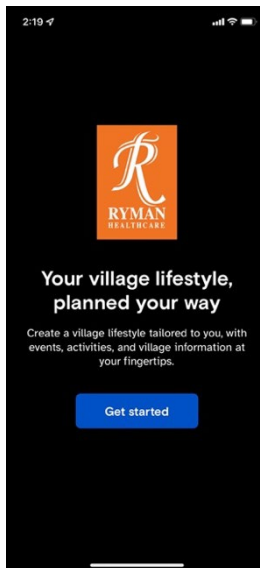 2:19
RYMAN
HEALTHCARE
Your village lifestyle,
planned your way
Create a village lifestyle tailored to you, with
events, activities, and village information at
your fingertips.
Get started